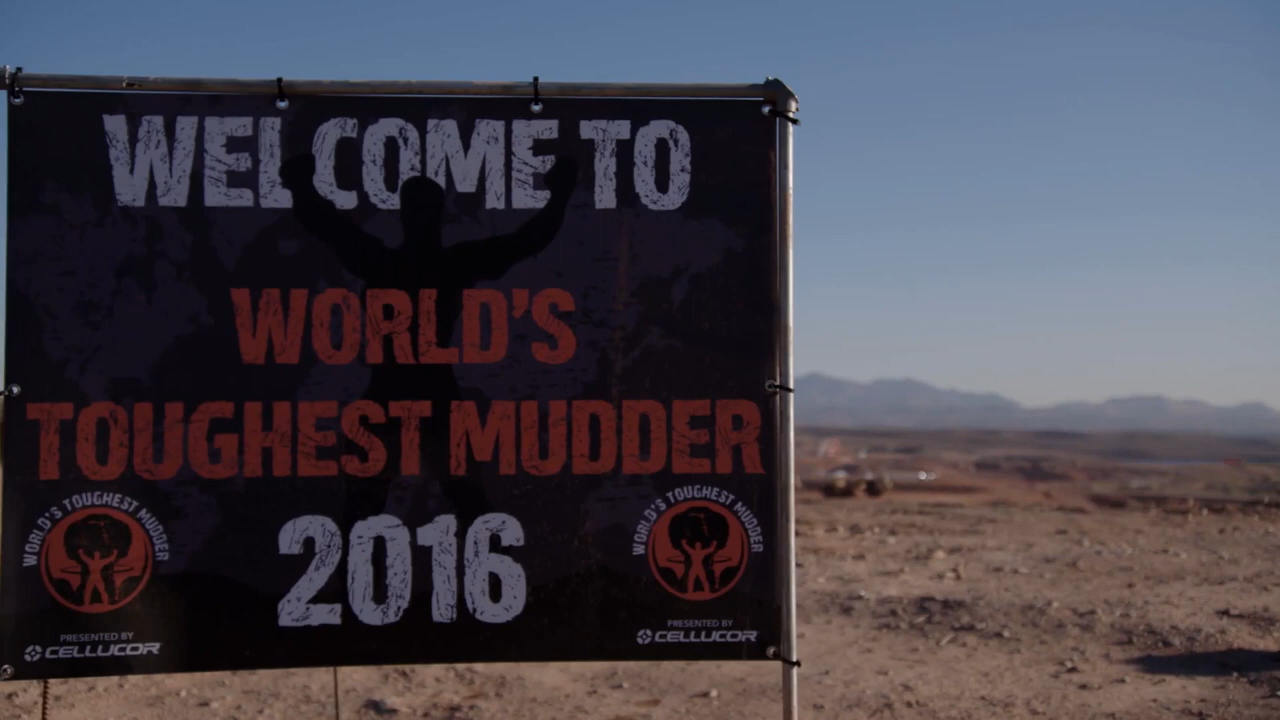 WELCOME TO
WORLD'S
TOUGHEST MUDDER
2016
WORLD'S TOUGHEST MUDDER
PRESENTED BY
CELLUCOR
WORLD'S TOUGHEST MUDDER
PRESENTED BY
CELLUCOR